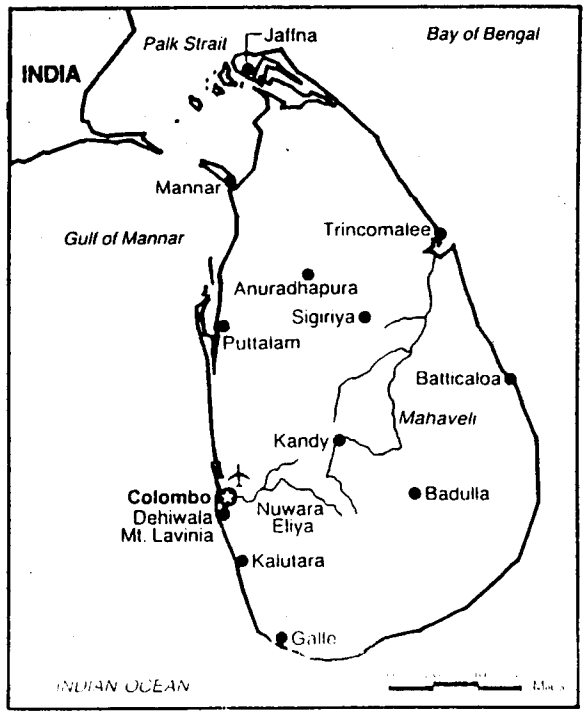 Palk Strait
Jaffna
Bay of Bengal
INDIA
Mannar
Gulf of Mannar
Trincomalee
Anuradhapura
Sigiriya
Puttalam
Batticaloa
Mahaveli
Kandy
Colombo
Badulla
Dehiwala
Mt. Lavinia
Nuwara
Eliya
Kalutara
Galle
INDIAN OCEAN